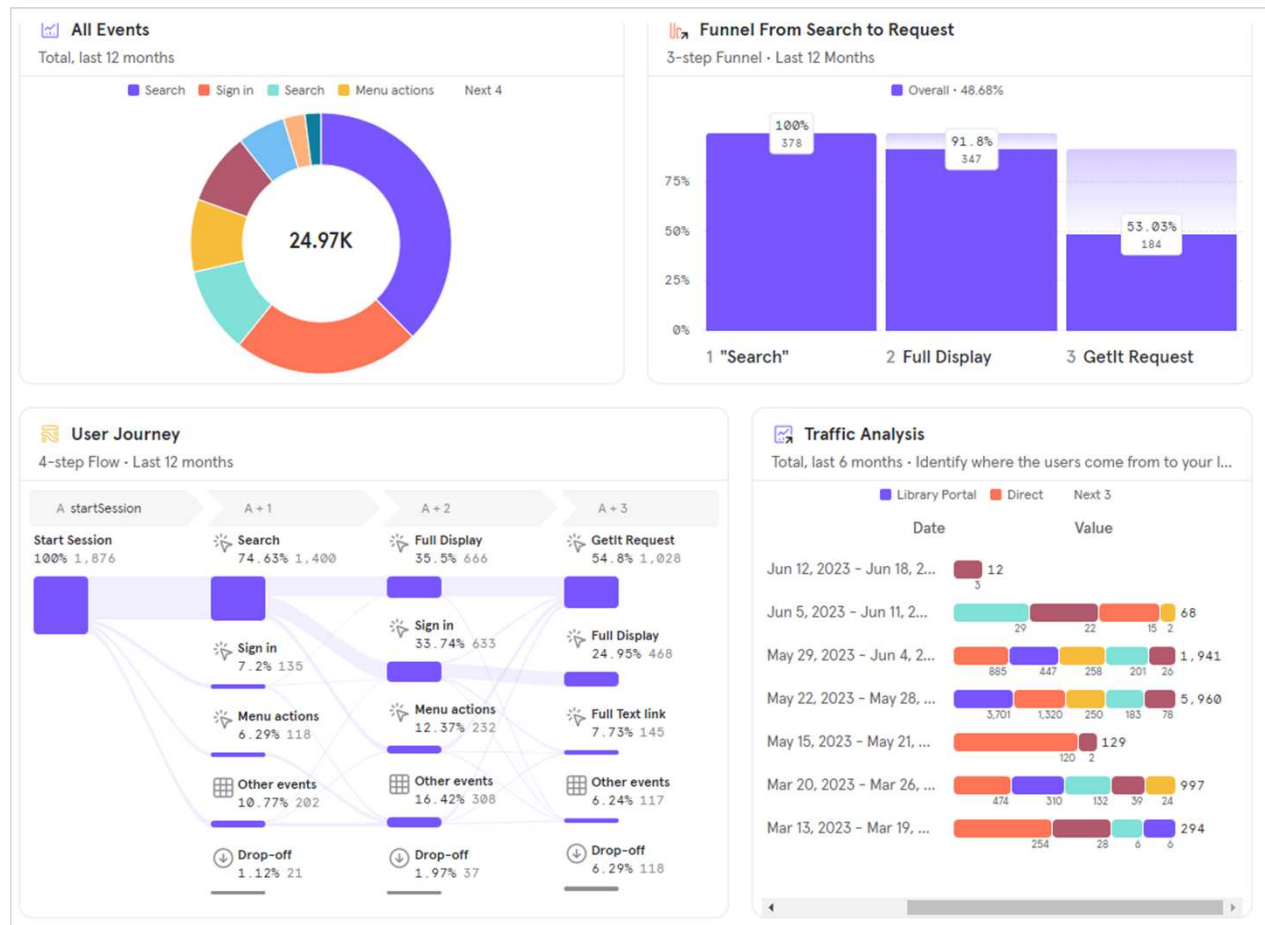 All Events
Total, last 12 months
Search Sign in Search Menu actions Next 4
24.97K
Funnel From Search to Request
3-step Funnel • Last 12 Months
Overall • 48.68%
100%
378
91.8%
347
53.03%
184
75%
50%
25%
0%
1 "Search" 2 Full Display 3 GetIt Request
User Journey
4-step Flow • Last 12 months
A startSession A + 1 A + 2 A + 3
Start Session
100% 1,876
Search
74.63% 1,400
Sign in
7.2% 135
Menu actions
6.29% 118
Other events
10.77% 202
Drop-off
1.12% 21
Full Display
35.5% 666
Sign in
33.74% 633
Menu actions
12.37% 232
Other events
16.42% 308
Drop-off
1.97% 37
GetIt Request
54.8% 1,028
Full Display
24.95% 468
Full Text link
7.73% 145
Other events
6.24% 117
Drop-off
6.29% 118
Traffic Analysis
Total, last 6 months • Identify where the users come from to your l...
Library Portal Direct Next 3
Date Value
Jun 12, 2023 – Jun 18, 2... 12
3
Jun 5, 2023 – Jun 11, 2... 68
29 22 15 2
May 29, 2023 – Jun 4, 2... 1,941
885 447 258 201 26
May 22, 2023 – May 28, ... 5,960
3,701 1,320 250 183 78
May 15, 2023 – May 21, ... 129
120 2
Mar 20, 2023 – Mar 26, ... 997
474 310 132 39 24
Mar 13, 2023 – Mar 19, ... 294
254 28 6 6